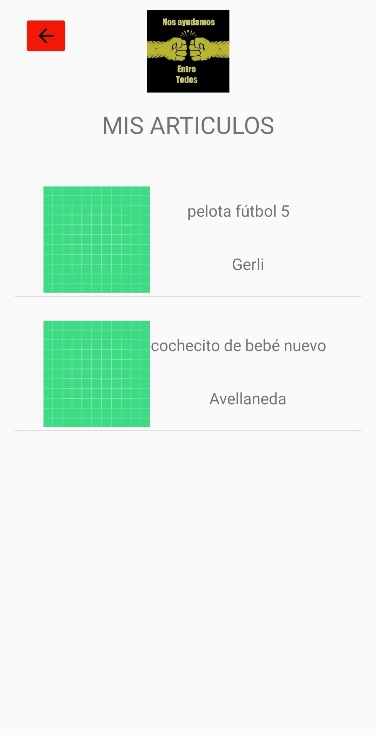 Nos ayudamos
Entre
Todos
MIS ARTICULOS
pelota fútbol 5
Gerli
cochecito de bebé nuevo
Avellaneda